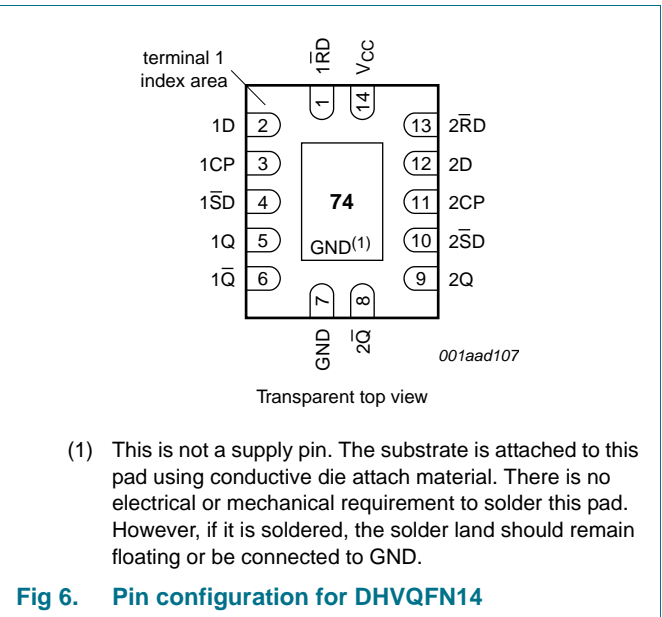 terminal 1
index area
1R̅D
VCC
1
14
1D 2
13 2R̅D
1CP 3
12 2D
1S̅D 4
74
11 2CP
1Q 5
GND(1)
10 2S̅D
1Q̅ 6
9 2Q
7
8
GND
2Q̅
001aad107
Transparent top view
(1) This is not a supply pin. The substrate is attached to this
pad using conductive die attach material. There is no
electrical or mechanical requirement to solder this pad.
However, if it is soldered, the solder land should remain
floating or be connected to GND.
Fig 6. Pin configuration for DHVQFN14